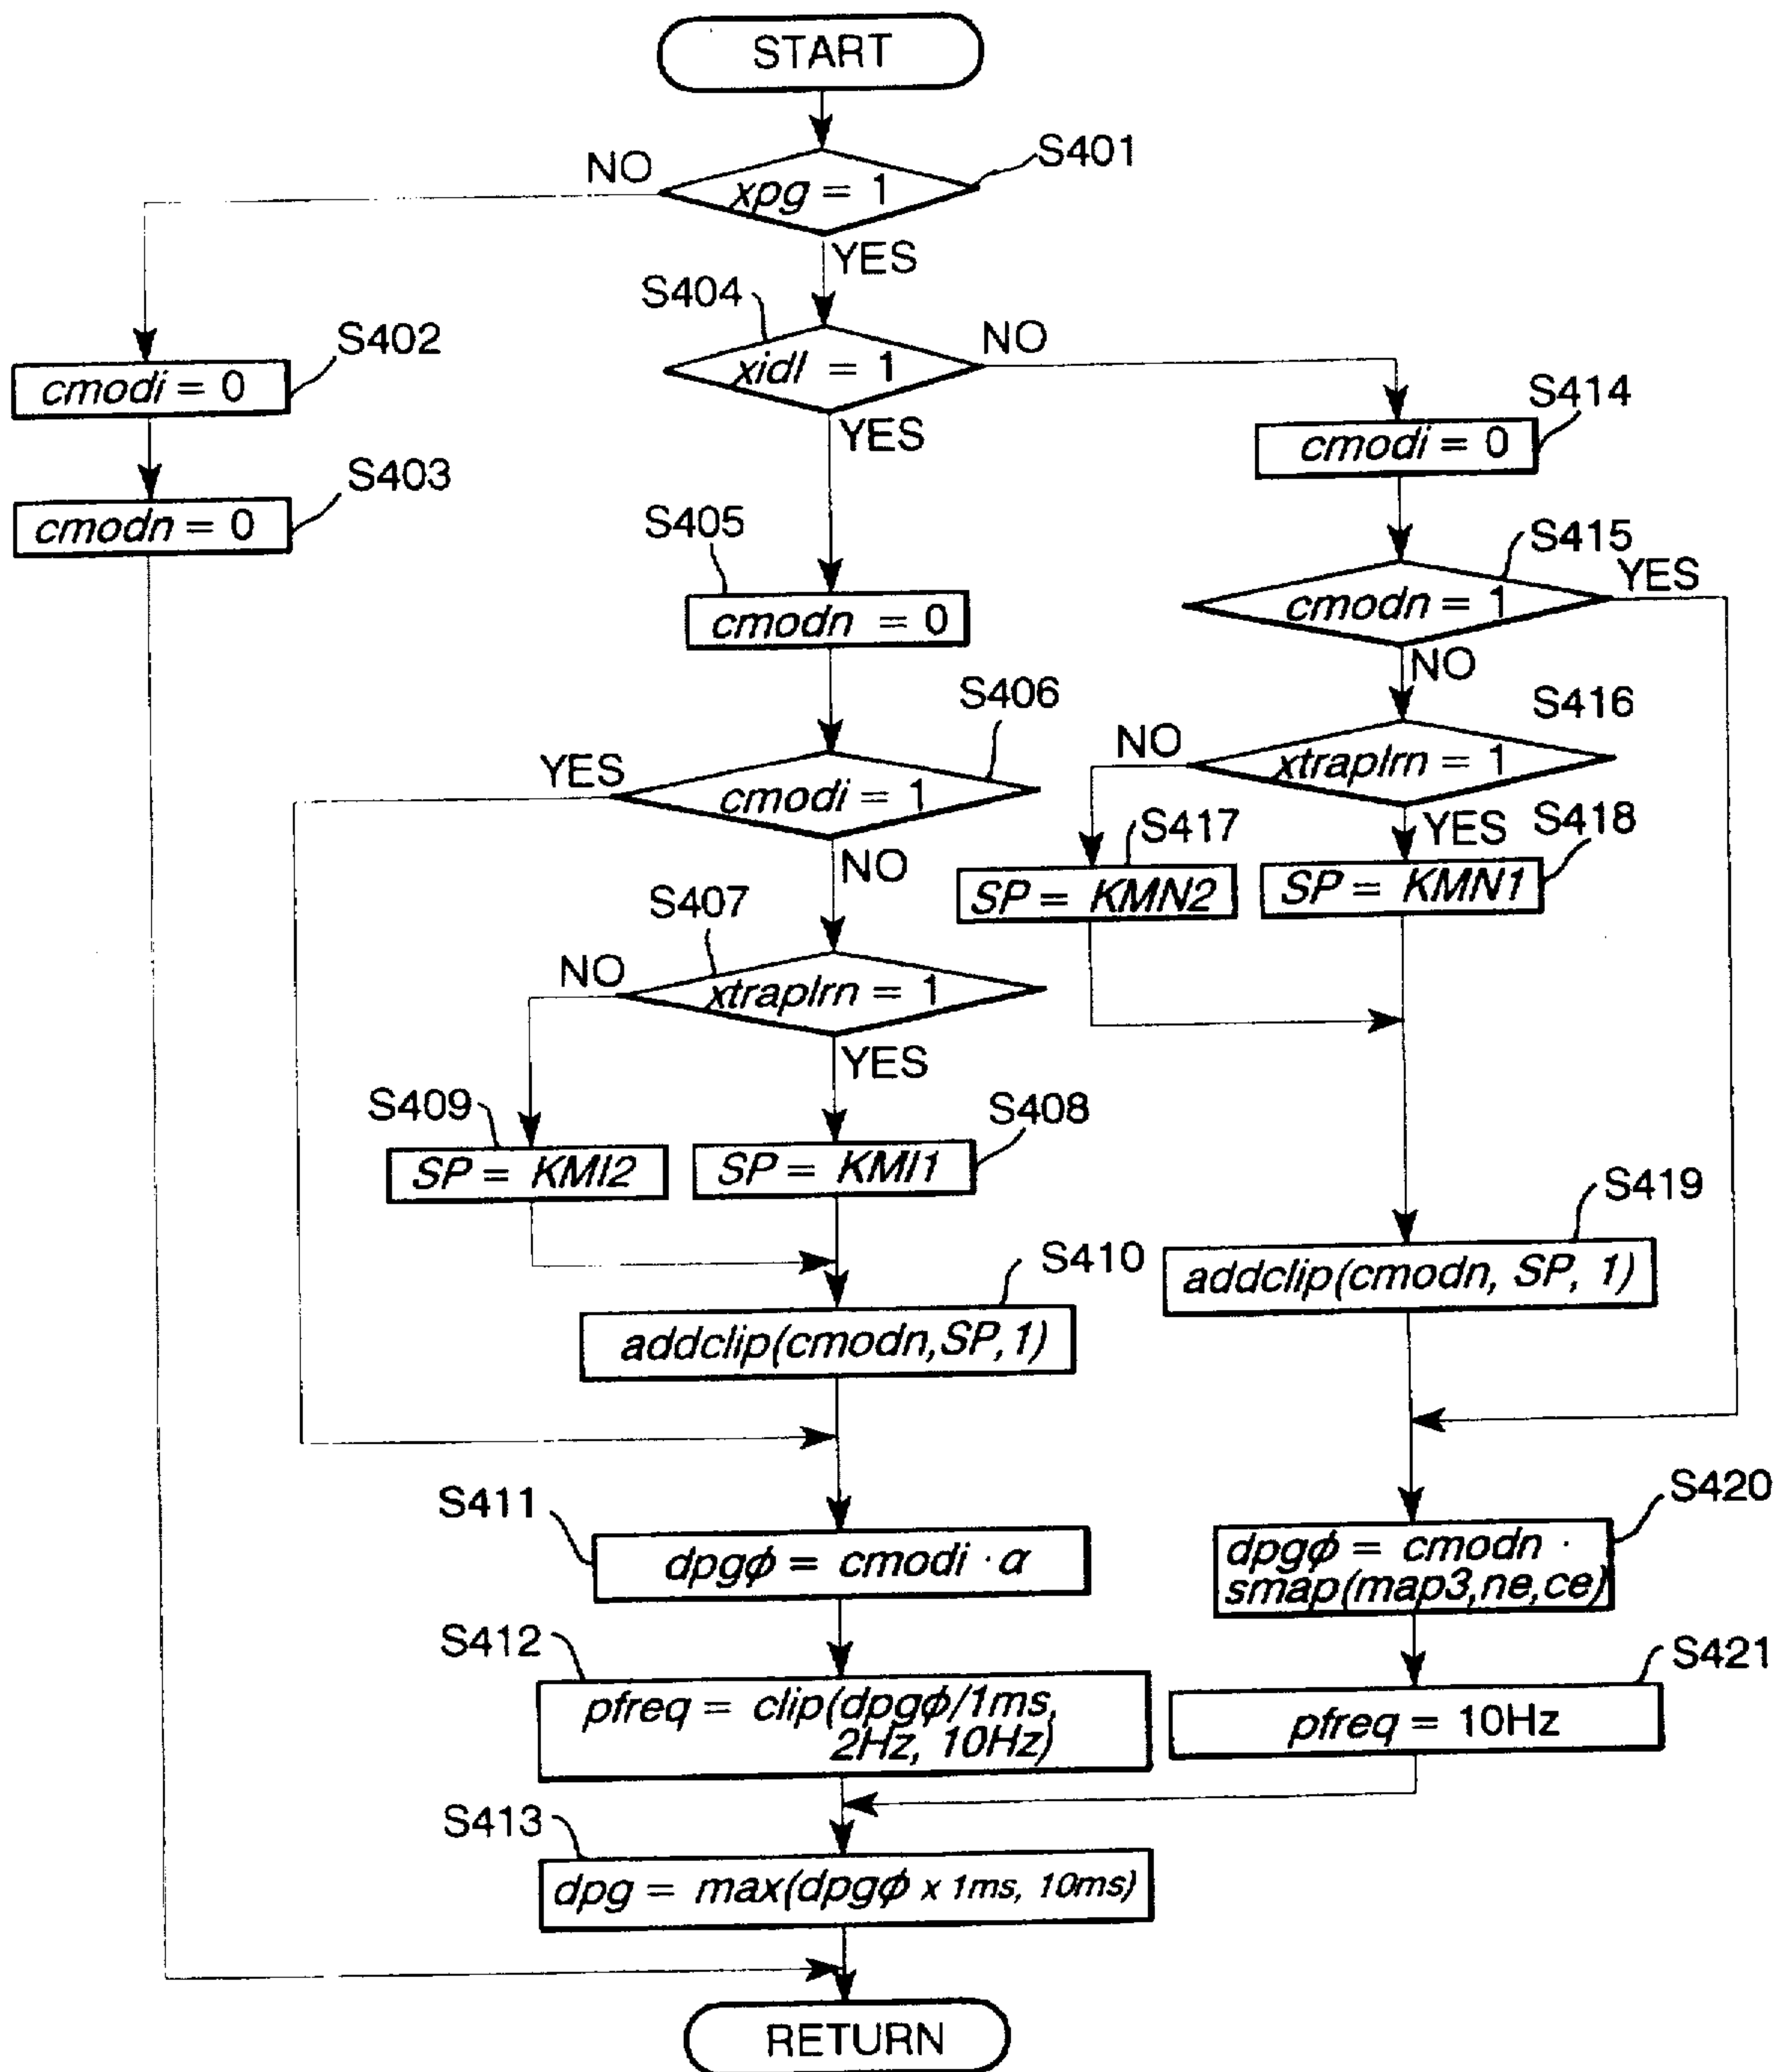 START
S401
NO
xpg = 1
YES
S404
NO
S402
xidl = 1
cmodi = 0
YES
S414
cmodi = 0
S403
cmodn = 0
S405
S415
YES
cmodn = 1
cmodn = 0
NO
S406
S416
NO
YES
xtraplrn = 1
cmodi = 1
S417
YES
S418
NO
SP = KMN2
SP = KMN1
S407
NO
xtraplrn = 1
YES
S409
S408
SP = KMI2
SP = KMI1
S419
S410
addclip(cmodn, SP, 1)
addclip(cmodn,SP,1)
S411
S420
dpgϕ = cmodi · α
dpgϕ = cmodn ·
smap(map3,ne,ce)
S412
S421
pfreq = clip(dpgϕ/1ms,
2Hz, 10Hz)
pfreq = 10Hz
S413
dpg = max(dpgϕ x 1ms, 10ms)
RETURN